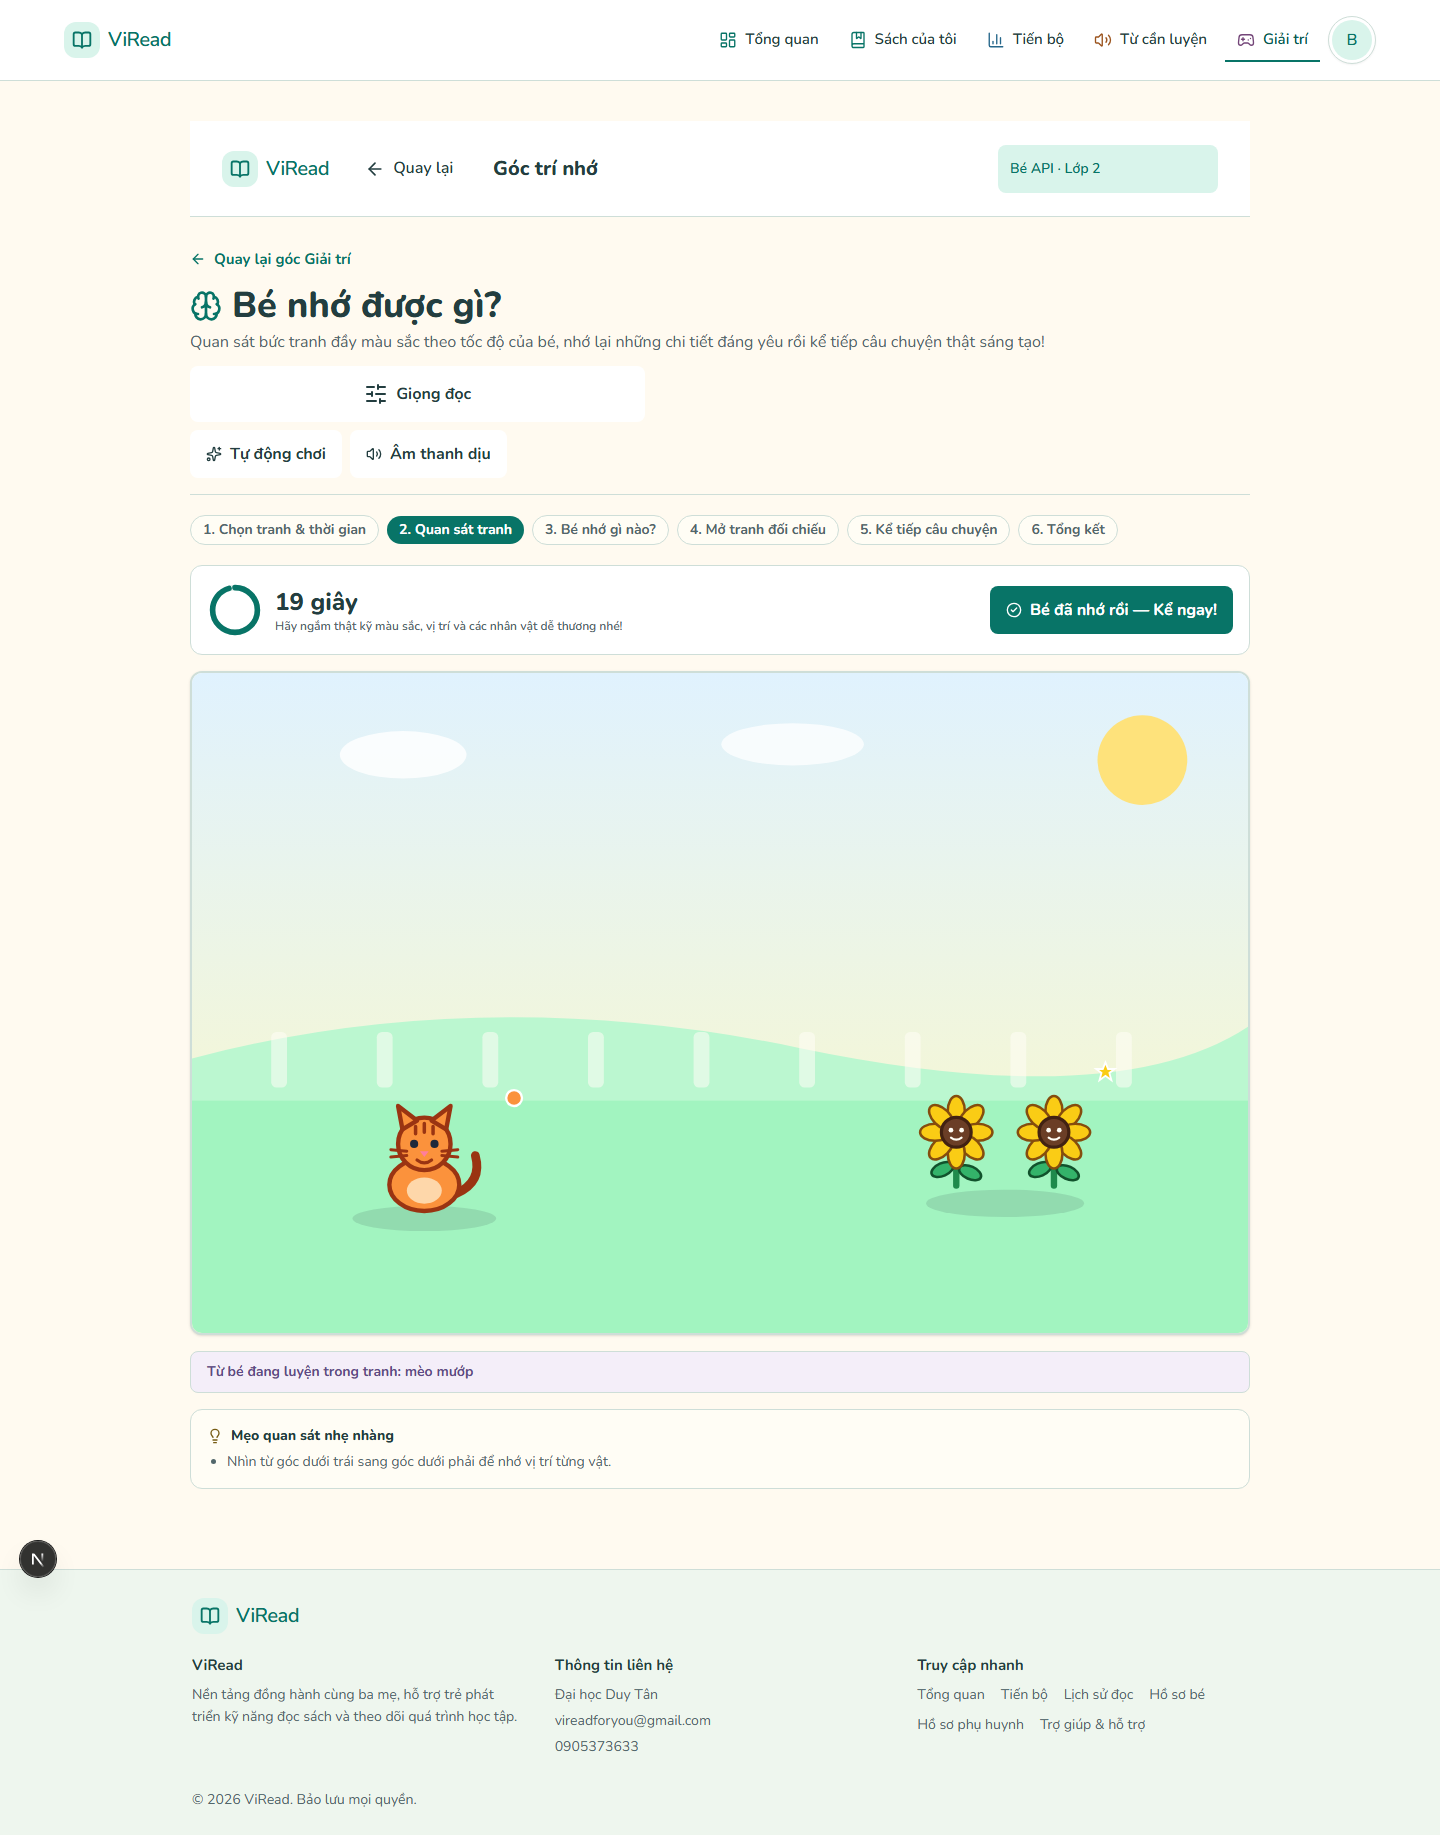 ViRead
Tổng quan
Sách của tôi
Tiến bộ
Từ cần luyện
Giải trí
B
ViRead
Quay lại
Góc trí nhớ
Bé API · Lớp 2
Quay lại góc Giải trí
Bé nhớ được gì?
Quan sát bức tranh đầy màu sắc theo tốc độ của bé, nhớ lại những chi tiết đáng yêu rồi kể tiếp câu chuyện thật sáng tạo!
Giọng đọc
Tự động chơi
Âm thanh dịu
1. Chọn tranh & thời gian
2. Quan sát tranh
3. Bé nhớ gì nào?
4. Mở tranh đối chiếu
5. Kể tiếp câu chuyện
6. Tổng kết
19 giây
Hãy ngắm thật kỹ màu sắc, vị trí và các nhân vật dễ thương nhé!
Bé đã nhớ rồi — Kể ngay!
Từ bé đang luyện trong tranh: mèo mướp
Mẹo quan sát nhẹ nhàng
• Nhìn từ góc dưới trái sang góc dưới phải để nhớ vị trí từng vật.
N
ViRead
ViRead
Nền tảng đồng hành cùng ba mẹ, hỗ trợ trẻ phát
triển kỹ năng đọc sách và theo dõi quá trình học tập.
Thông tin liên hệ
Đại học Duy Tân
vireadforyou@gmail.com
0905373633
Truy cập nhanh
Tổng quan Tiến bộ Lịch sử đọc Hồ sơ bé
Hồ sơ phụ huynh Trợ giúp & hỗ trợ
© 2026 ViRead. Bảo lưu mọi quyền.